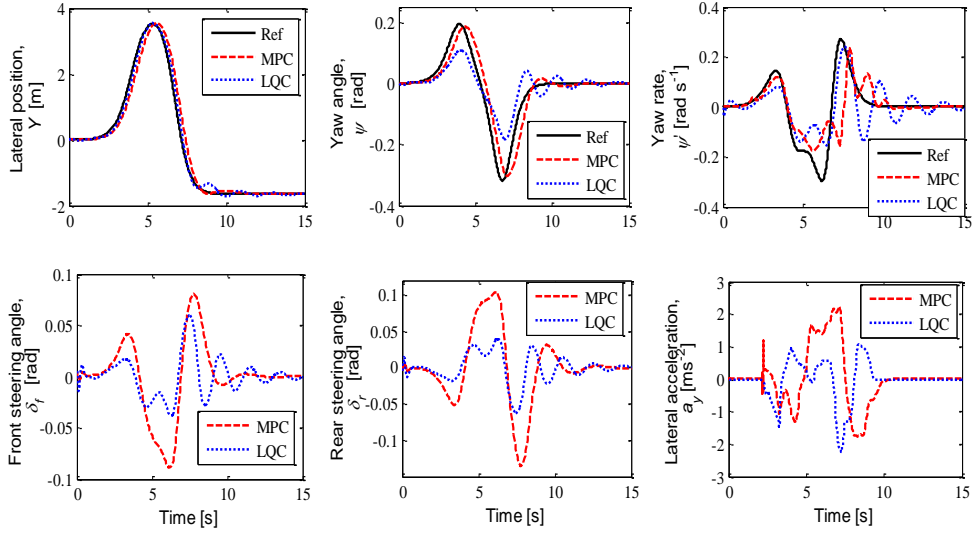 Lateral position,
Y [m]
4
2
0
-2
0 5 10 15
Ref
MPC
LQC
Yaw angle,
ψ [rad]
0.4
0.2
0
-0.2
-0.4
0 5 10 15
Ref
MPC
LQC
Yaw rate,
ψ' [rad s⁻¹]
0.4
0.2
0
-0.2
-0.4
0 5 10 15
Ref
MPC
LQC
Front steering angle,
δf [rad]
0.1
0.05
0
-0.05
-0.1
0 5 10 15
Time [s]
MPC
LQC
Rear steering angle,
δr [rad]
0.1
0.05
0
-0.05
-0.1
0 5 10 15
Time [s]
MPC
LQC
Lateral acceleration,
ay [ms⁻²]
3
2
1
0
-1
-2
-3
0 5 10 15
Time [s]
MPC
LQC